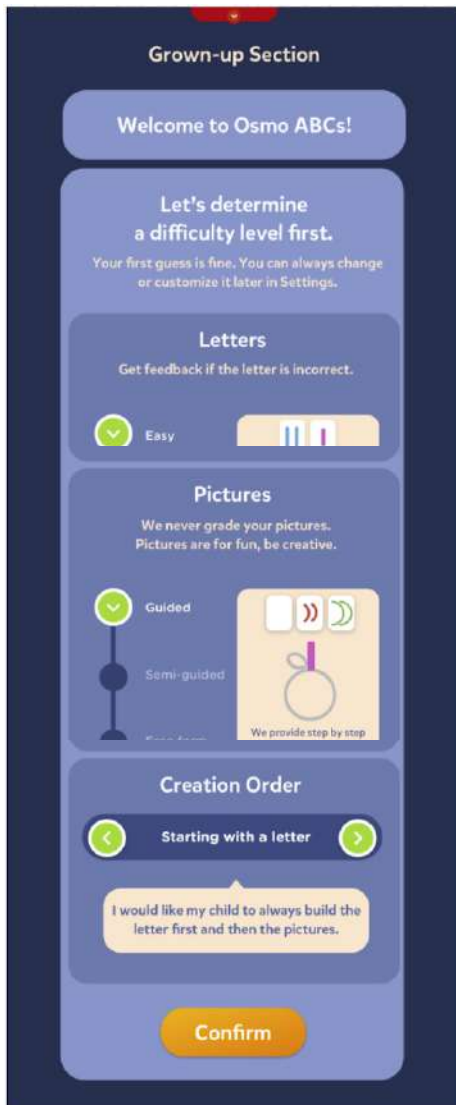 Grown-up Section
Welcome to Osmo ABCs!
Let's determine
a difficulty level first.
Your first guess is fine. You can always change
or customize it later in Settings.
Letters
Get feedback if the letter is incorrect.
Easy
Pictures
We never grade your pictures.
Pictures are for fun, be creative.
Guided
Semi-guided
We provide step by step
Creation Order
Starting with a letter
I would like my child to always build the
letter first and then the pictures.
Confirm